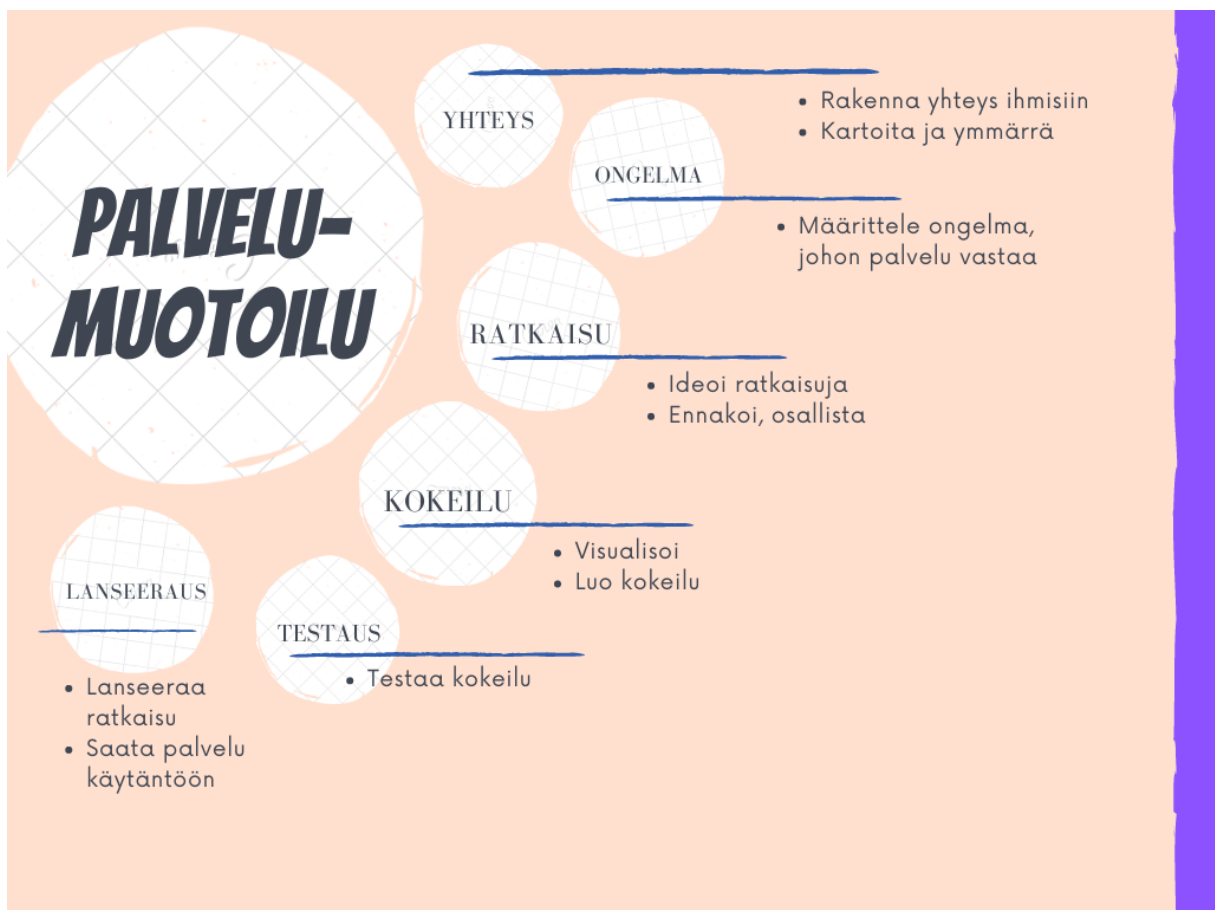 PALVELU-
MUOTOILU
YHTEYS
• Rakenna yhteys ihmisiin
• Kartoita ja ymmärrä
ONGELMA
• Määrittele ongelma,
johon palvelu vastaa
RATKAISU
• Ideoi ratkaisuja
• Ennakoi, osallista
KOKEILU
• Visualisoi
• Luo kokeilu
TESTAUS
• Testaa kokeilu
LANSEERAUS
• Lanseeraa
ratkaisu
• Saata palvelu
käytäntöön